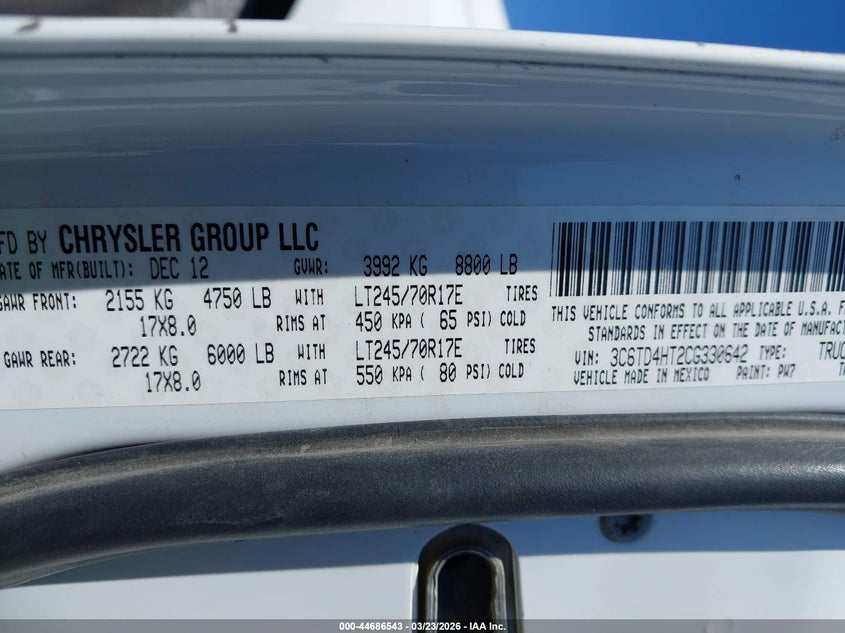 FD BY CHRYSLER GROUP LLC
ATE OF MFR(BUILT): DEC 12 GVWR: 3992 KG 8800 LB
GAWR FRONT: 2155 KG 4750 LB WITH LT245/70R17E TIRES
17X8.0 RIMS AT 450 KPA ( 65 PSI) COLD
GAWR REAR: 2722 KG 6000 LB WITH LT245/70R17E TIRES
17X8.0 RIMS AT 550 KPA ( 80 PSI) COLD
THIS VEHICLE CONFORMS TO ALL APPLICABLE U.S.A. F
STANDARDS IN EFFECT ON THE DATE OF MANUFACT
VIN: 3C6TD4HT2CG330642 TYPE: TRUC
VEHICLE MADE IN MEXICO PAINT: PW7
000-44686543 | 03/23/2026 | IAA Inc.